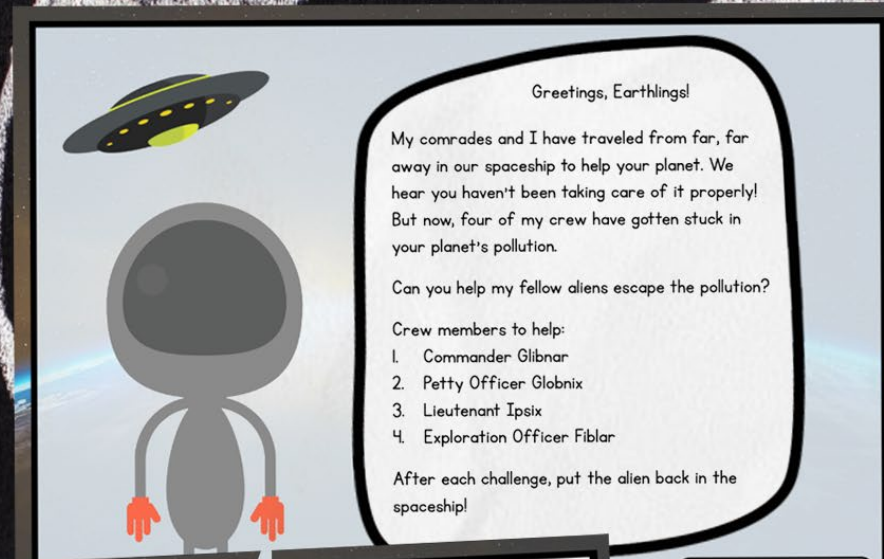 Greetings, Earthlings!
My comrades and I have traveled from far, far
away in our spaceship to help your planet. We
hear you haven't been taking care of it properly!
But now, four of my crew have gotten stuck in
your planet's pollution.
Can you help my fellow aliens escape the pollution?
Crew members to help:
1. Commander Glibnar
2. Petty Officer Globnix
3. Lieutenant Ipsix
4. Exploration Officer Fiblar
After each challenge, put the alien back in the
spaceship!